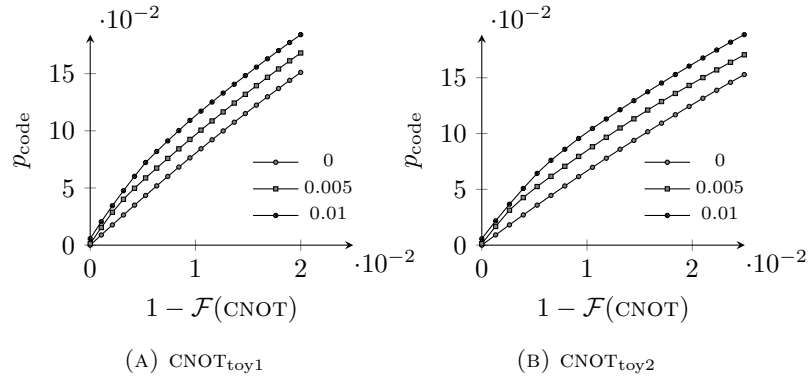 ·10⁻²
15
10
5
0
p_code
0
0.005
0.01
0 1 2
·10⁻²
1 − F(CNOT)
(A) CNOT_toy1
·10⁻²
15
10
5
0
p_code
0
0.005
0.01
0 1 2
·10⁻²
1 − F(CNOT)
(B) CNOT_toy2